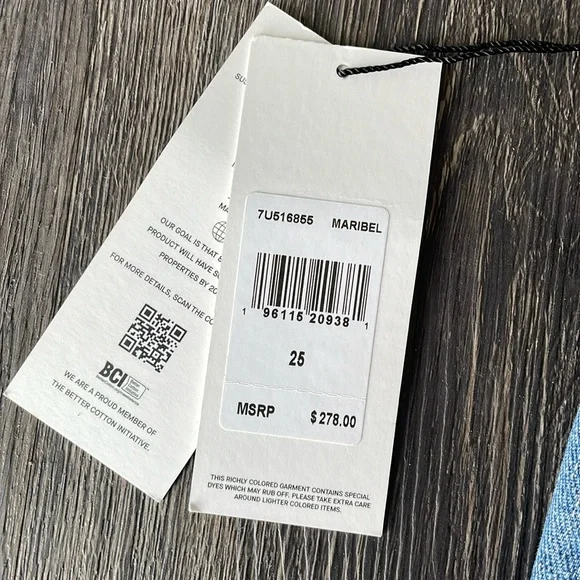 7U516855 MARIBEL
1 96115 20938 1
25
MSRP $278.00
THIS RICHLY COLORED GARMENT CONTAINS SPECIAL
DYES WHICH MAY RUB OFF. PLEASE TAKE EXTRA CARE
AROUND LIGHTER COLORED ITEMS.
OUR GOAL IS THAT
PRODUCT WILL HAVE
PROPERTIES BY
FOR MORE DETAILS, SCAN THE
BCI
WE ARE A PROUD MEMBER OF
THE BETTER COTTON INITIATIVE.